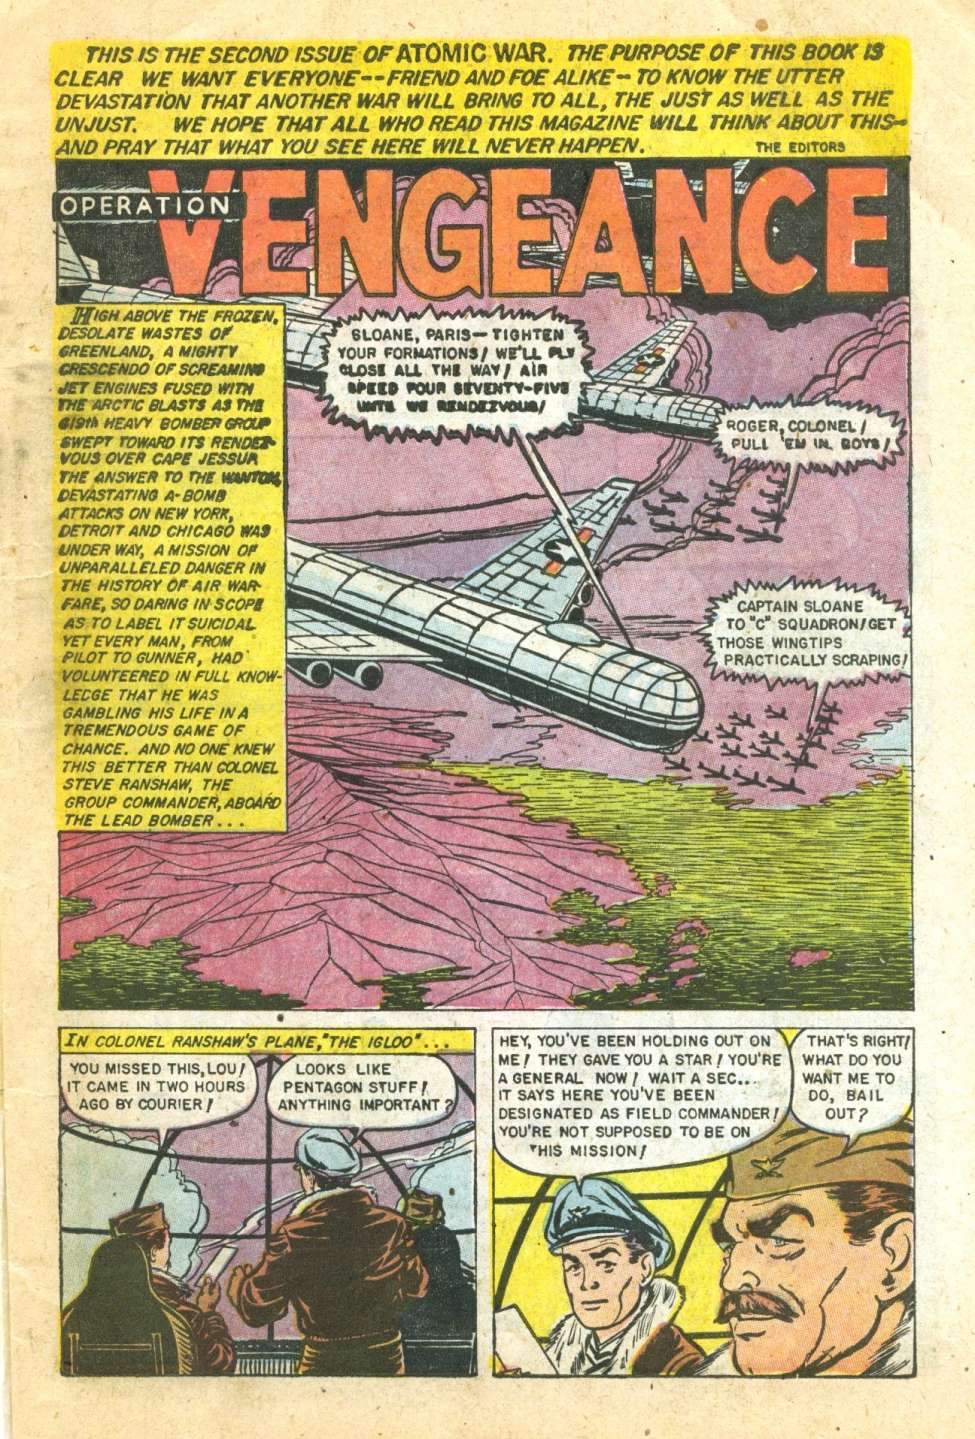 THIS IS THE SECOND ISSUE OF ATOMIC WAR. THE PURPOSE OF THIS BOOK IS
CLEAR WE WANT EVERYONE--FRIEND AND FOE ALIKE-- TO KNOW THE UTTER
DEVASTATION THAT ANOTHER WAR WILL BRING TO ALL, THE JUST AS WELL AS THE
UNJUST. WE HOPE THAT ALL WHO READ THIS MAGAZINE WILL THINK ABOUT THIS--
AND PRAY THAT WHAT YOU SEE HERE WILL NEVER HAPPEN. THE EDITORS
OPERATION VENGEANCE
HIGH ABOVE THE FROZEN,
DESOLATE WASTES OF
GREENLAND, A MIGHTY
CRESCENDO OF SCREAMING
JET ENGINES FUSED WITH
THE ARCTIC BLASTS AS THE
619th HEAVY BOMBER GROUP
SWEPT TOWARD ITS RENDEZ-
VOUS OVER CAPE JESSUP.
THE ANSWER TO THE WANTON,
DEVASTATING A-BOMB
ATTACKS ON NEW YORK,
DETROIT AND CHICAGO WAS
UNDER WAY, A MISSION OF
UNPARALLELED DANGER IN
THE HISTORY OF AIR WAR-
FARE, SO DARING IN SCOPE
AS TO LABEL IT SUICIDAL
YET EVERY MAN, FROM
PILOT TO GUNNER, HAD
VOLUNTEERED IN FULL KNOW-
LEDGE THAT HE WAS
GAMBLING HIS LIFE IN A
TREMENDOUS GAME OF
CHANCE. AND NO ONE KNEW
THIS BETTER THAN COLONEL
STEVE RANSHAW, THE
GROUP COMMANDER, ABOARD
THE LEAD BOMBER...
SLOANE, PARIS-- TIGHTEN
YOUR FORMATIONS! WE'LL FLY
CLOSE ALL THE WAY! AIR
SPEED FOUR SEVENTY-FIVE
UNTIL WE RENDEZVOUS!
ROGER, COLONEL!
PULL 'EM IN, BOYS!
CAPTAIN SLOANE
TO "C" SQUADRON! GET
THOSE WINGTIPS
PRACTICALLY SCRAPING!
IN COLONEL RANSHAW'S PLANE, "THE IGLOO"...
YOU MISSED THIS, LOU!
IT CAME IN TWO HOURS
AGO BY COURIER!
LOOKS LIKE
PENTAGON STUFF!
ANYTHING IMPORTANT?
HEY, YOU'VE BEEN HOLDING OUT ON
ME! THEY GAVE YOU A STAR! YOU'RE
A GENERAL NOW! WAIT A SEC...
IT SAYS HERE YOU'VE BEEN
DESIGNATED AS FIELD COMMANDER!
YOU'RE NOT SUPPOSED TO BE ON
THIS MISSION!
THAT'S RIGHT!
WHAT DO YOU
WANT ME TO
DO, BAIL
OUT?